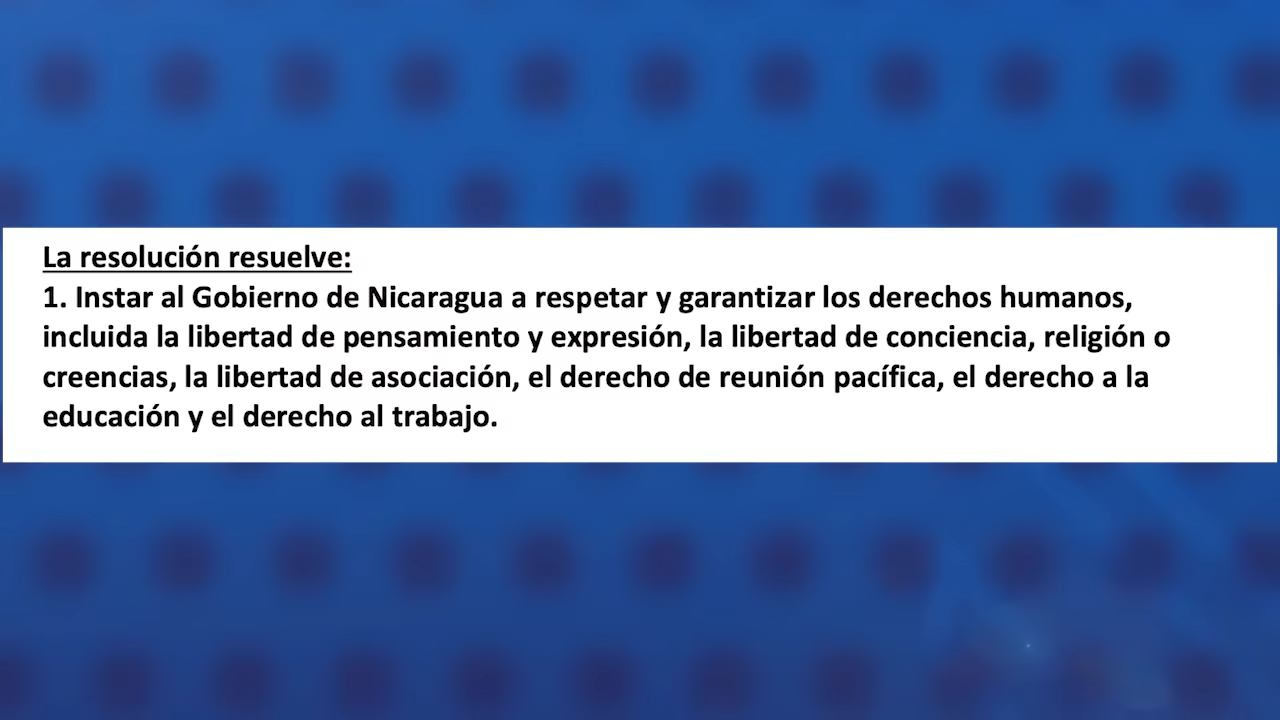 La resolución resuelve:
1. Instar al Gobierno de Nicaragua a respetar y garantizar los derechos humanos,
incluida la libertad de pensamiento y expresión, la libertad de conciencia, religión o
creencias, la libertad de asociación, el derecho de reunión pacífica, el derecho a la
educación y el derecho al trabajo.